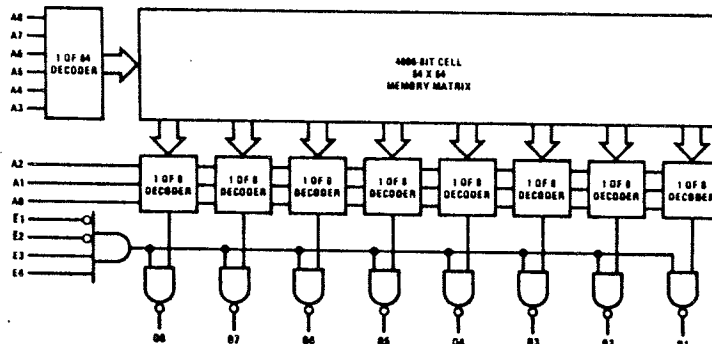 A8
A7
A6
A5
A4
A3
1 OF 64
DECODER
4096-BIT CELL
64 X 64
MEMORY MATRIX
A2
A1
A0
1 OF 8
DECODER
1 OF 8
DECODER
1 OF 8
DECODER
1 OF 8
DECODER
1 OF 8
DECODER
1 OF 8
DECODER
1 OF 8
DECODER
1 OF 8
DECODER
E1
E2
E3
E4
O8
O7
O6
O5
O4
O3
O2
O1